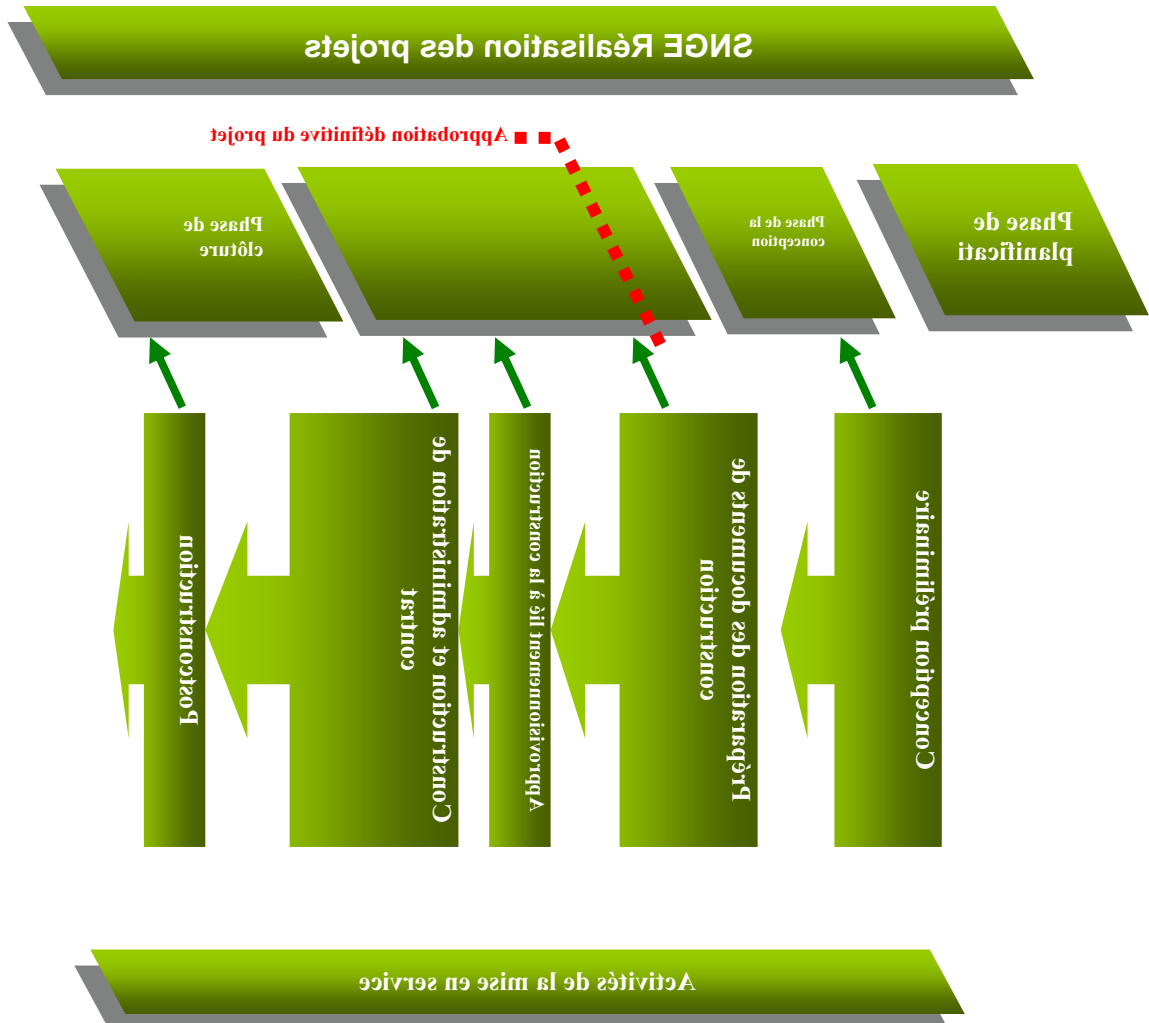 SNGE Réalisation des projets
Approbation définitive du projet
Phase de
planificati
Phase de la
conception
Phase de
clôture
Conception préliminaire
Préparation des documents de
construction
Approvisionnement lié à la construction
Construction et administration de
contrat
Postconstruction
Activités de la mise en service